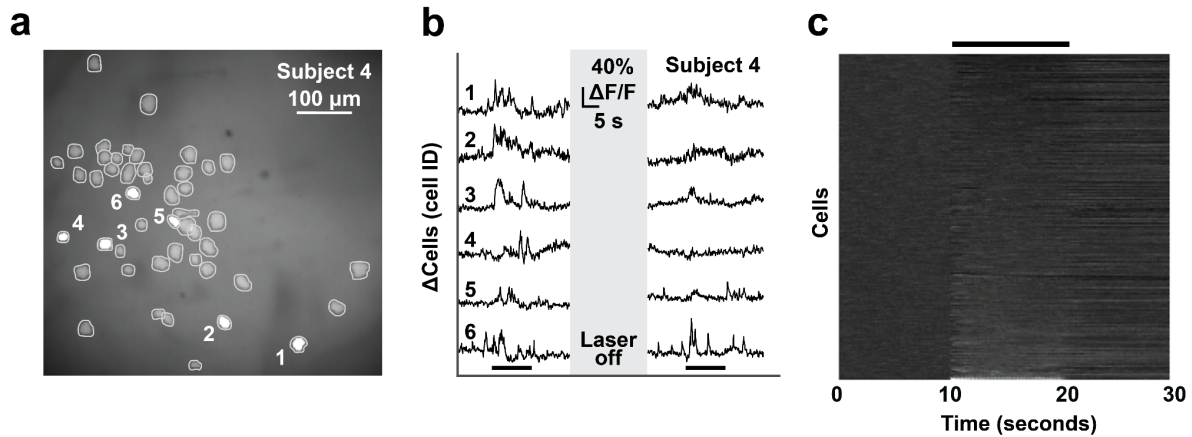 a
Subject 4
100 µm
6
5
4
3
2
1
b
ΔCells (cell ID)
1
2
3
4
5
6
40%
ΔF/F
5 s
Laser
off
Subject 4
c
Cells
0
10
20
30
Time (seconds)